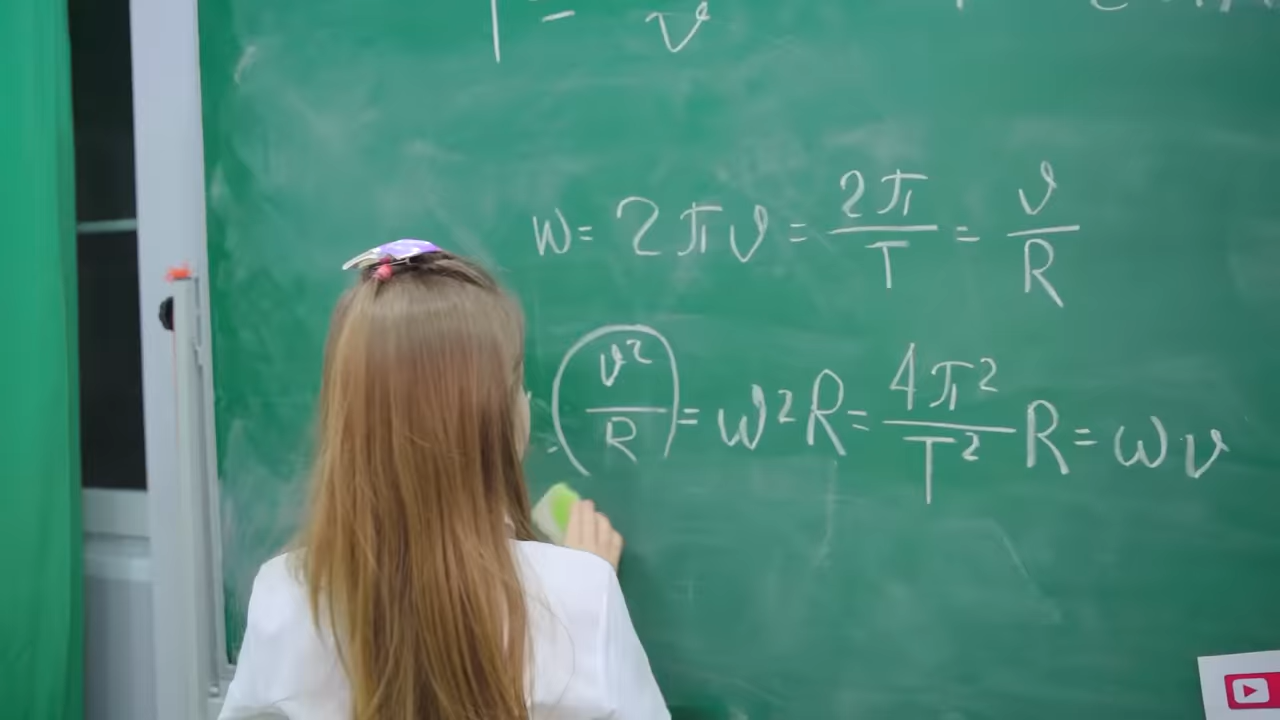 T = — v
w = 2πν = 2π/T = v/R
v²/R = ω²R = 4π²/T² R = ωv